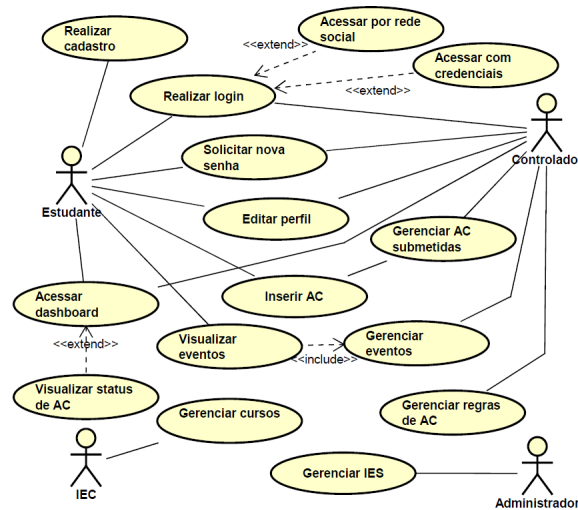 Realizar
cadastro
Acessar por rede
social
<<extend>>
Acessar com
credenciais
Realizar login
<<extend>>
Solicitar nova
senha
Controlado
Estudante
Editar perfil
Gerenciar AC
submetidas
Acessar
dashboard
Inserir AC
<<extend>>
Visualizar
eventos
<<include>>
Gerenciar
eventos
Visualizar status
de AC
Gerenciar cursos
Gerenciar regras
de AC
IEC
Gerenciar IES
Administrador